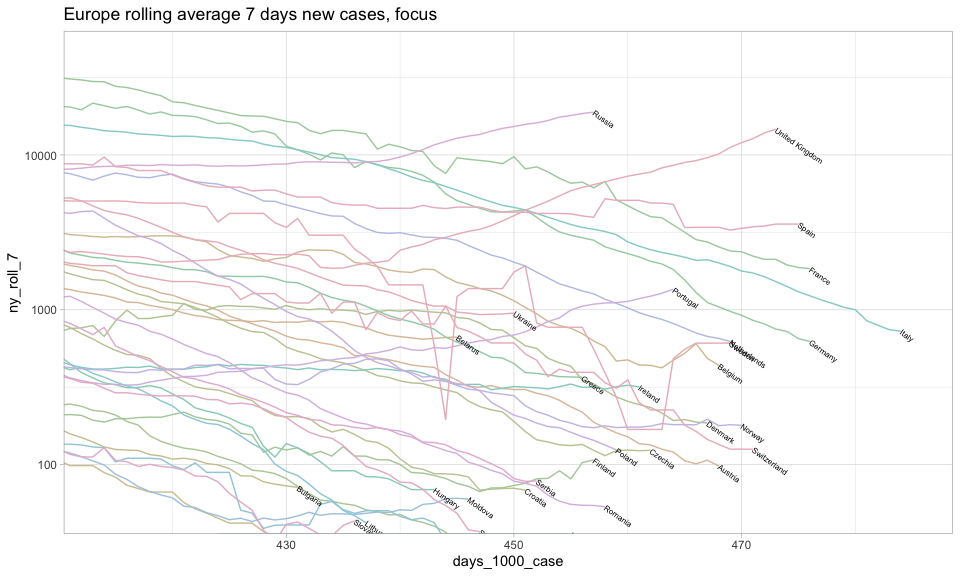 Europe rolling average 7 days new cases, focus
ny_roll_7
10000
1000
100
Russia
United Kingdom
Spain
France
Portugal
Italy
Ukraine
Belarus
Germany
Netherlands
Sweden
Belgium
Greece
Ireland
Denmark
Norway
Switzerland
Poland
Czechia
Finland
Austria
Serbia
Croatia
Romania
Hungary
Moldova
Bulgaria
430
450
470
days_1000_case